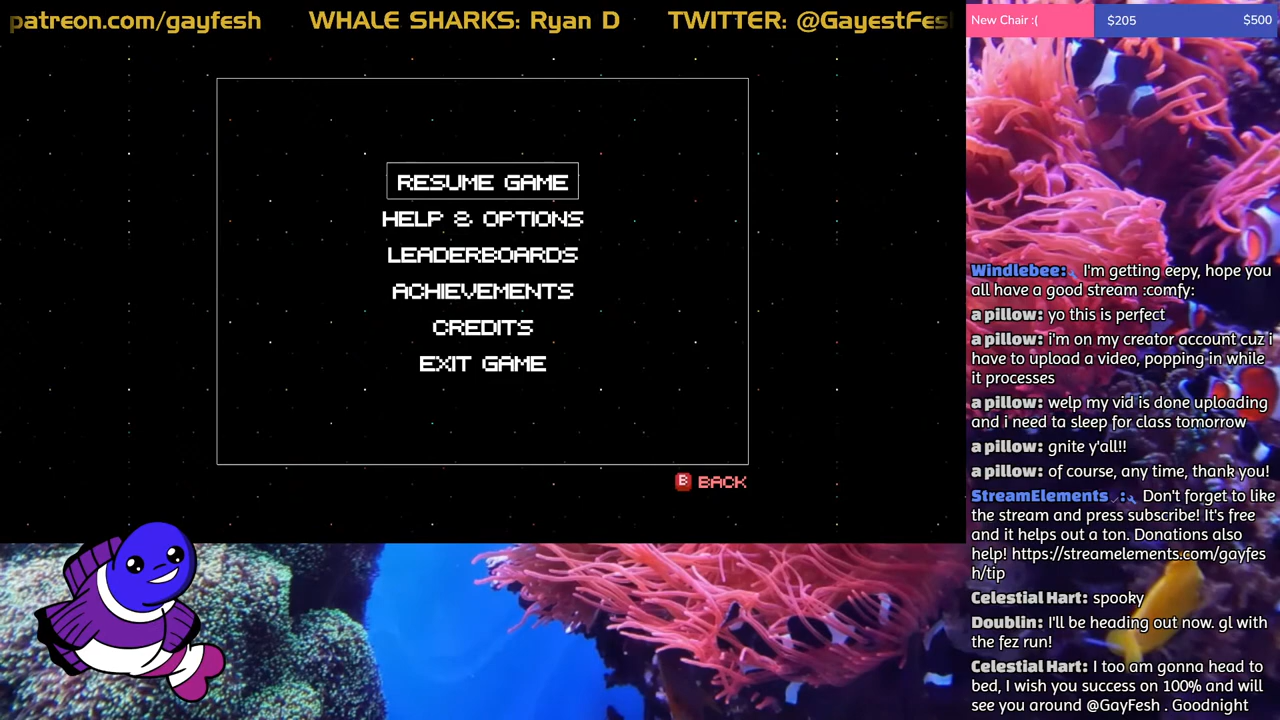 patreon.com/gayfesh WHALE SHARKS: Ryan D TWITTER: @GayestFes
New Chair :( $205 $500
RESUME GAME
HELP & OPTIONS
LEADERBOARDS
ACHIEVEMENTS
CREDITS
EXIT GAME
B BACK
Windlebee: I'm getting eepy, hope you
all have a good stream :comfy:
a pillow: yo this is perfect
a pillow: i'm on my creator account cuz i
have to upload a video, popping in while
it processes
a pillow: welp my vid is done uploading
and i need ta sleep for class tomorrow
a pillow: gnite y'all!!
a pillow: of course, any time, thank you!
StreamElements : Don't forget to like
the stream and press subscribe! It's free
and it helps out a ton. Donations also
help! https://streamelements.com/gayfes
h/tip
Celestial Hart: spooky
Doublin: I'll be heading out now. gl with
the fez run!
Celestial Hart: I too am gonna head to
bed, I wish you success on 100% and will
see you around @GayFesh . Goodnight